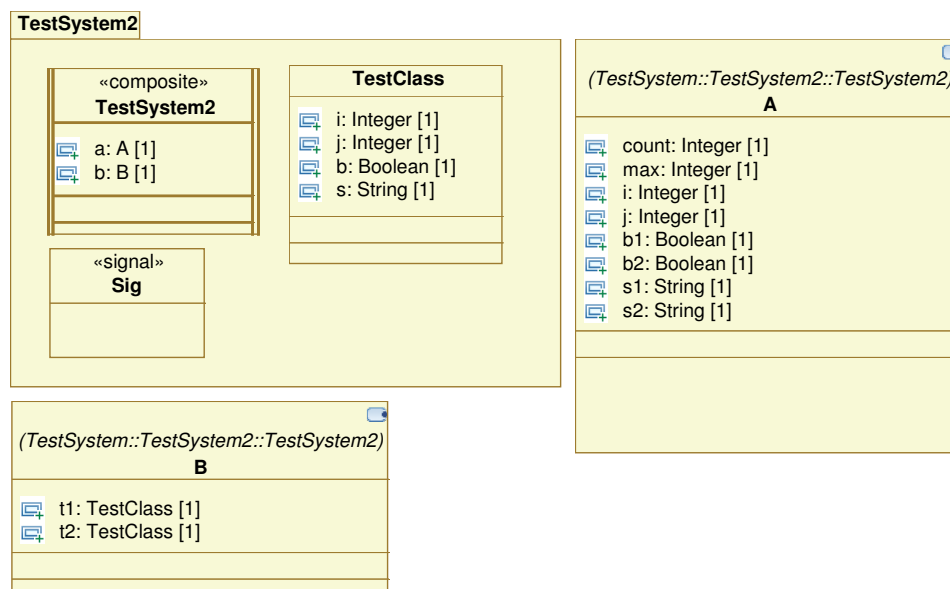 TestSystem2
«composite»
TestSystem2
a: A [1]
b: B [1]
TestClass
i: Integer [1]
j: Integer [1]
b: Boolean [1]
s: String [1]
«signal»
Sig
(TestSystem::TestSystem2::TestSystem2)
A
count: Integer [1]
max: Integer [1]
i: Integer [1]
j: Integer [1]
b1: Boolean [1]
b2: Boolean [1]
s1: String [1]
s2: String [1]
(TestSystem::TestSystem2::TestSystem2)
B
t1: TestClass [1]
t2: TestClass [1]